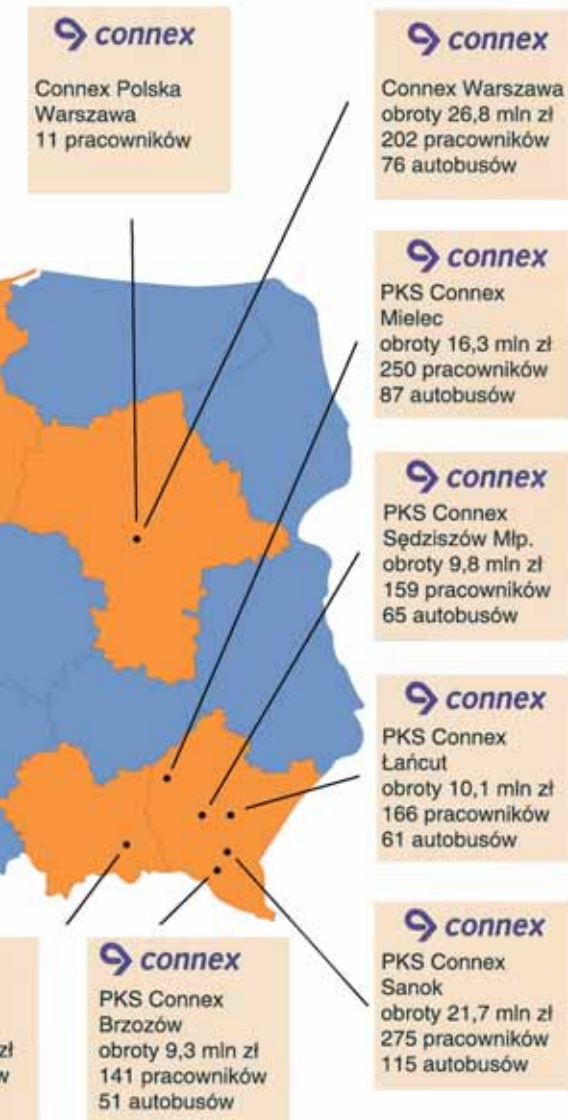 connex
Connex Polska
Warszawa
11 pracowników
connex
Connex Warszawa
obroty 26,8 mln zł
202 pracowników
76 autobusów
connex
PKS Connex
Mielec
obroty 16,3 mln zł
250 pracowników
87 autobusów
connex
PKS Connex
Sędziszów Młp.
obroty 9,8 mln zł
159 pracowników
65 autobusów
connex
PKS Connex
Łańcut
obroty 10,1 mln zł
166 pracowników
61 autobusów
connex
PKS Connex
Sanok
obroty 21,7 mln zł
275 pracowników
115 autobusów
zł
w
connex
PKS Connex
Brzozów
obroty 9,3 mln zł
141 pracowników
51 autobusów